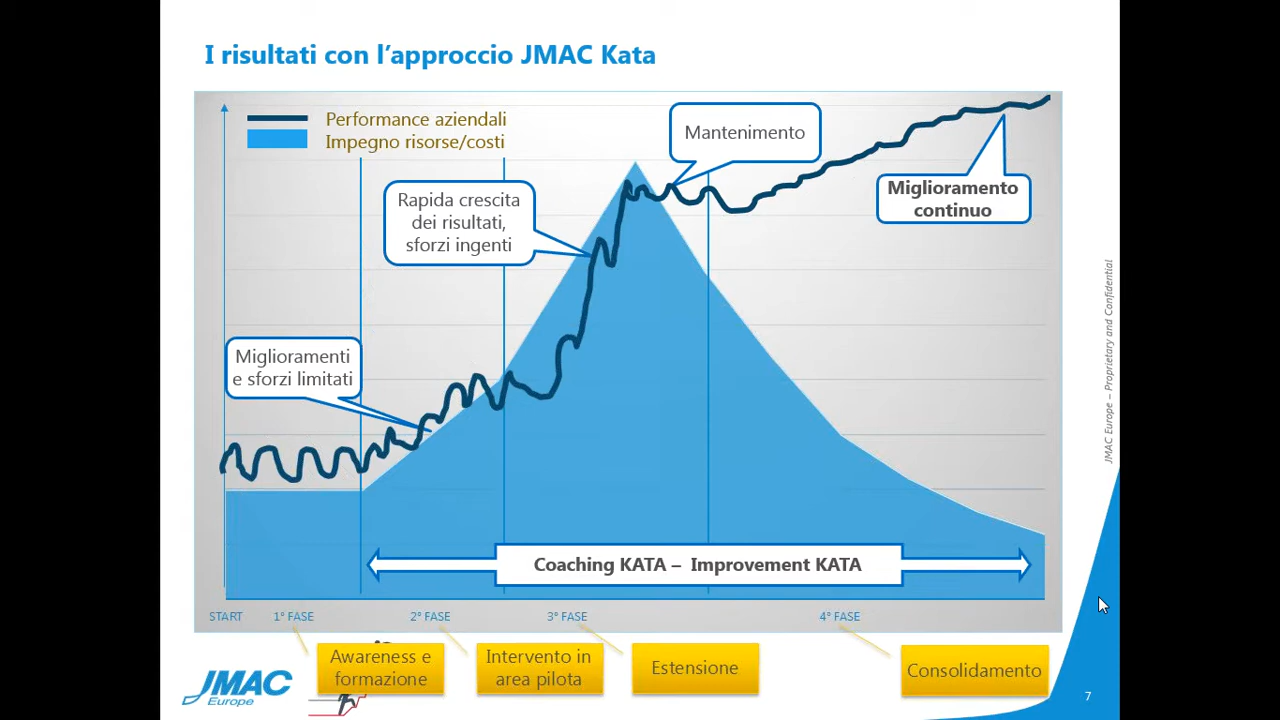 I risultati con l’approccio JMAC Kata
Performance aziendali
Impegno risorse/costi
Mantenimento
Rapida crescita
dei risultati,
sforzi ingenti
Miglioramento
continuo
Miglioramenti
e sforzi limitati
Coaching KATA – Improvement KATA
START
1° FASE
2° FASE
3° FASE
4° FASE
Awareness e
formazione
Intervento in
area pilota
Estensione
Consolidamento
JMAC
Europe
JMAC Europe – Proprietary and Confidential
7